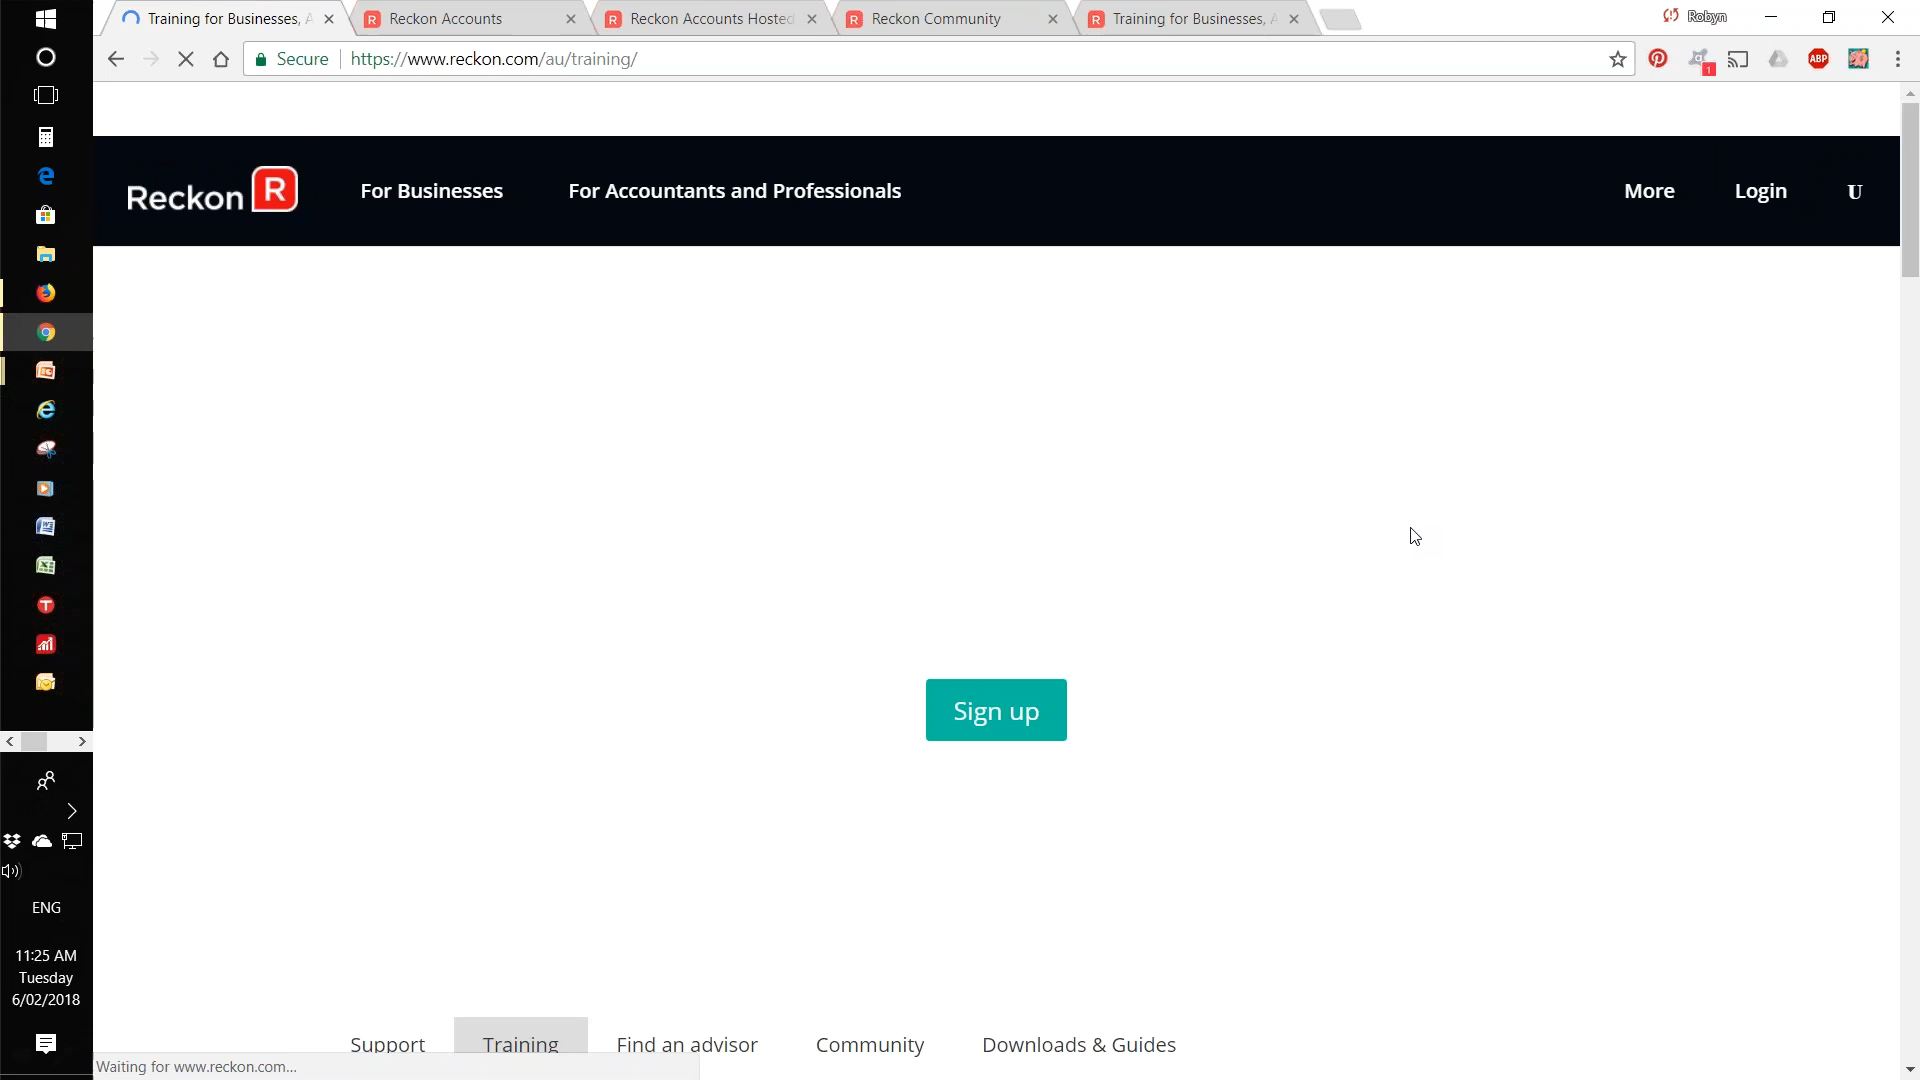 Training for Businesses, A
Reckon Accounts
Reckon Accounts Hosted
Reckon Community
Training for Businesses, A
Robyn
Secure
https://www.reckon.com/au/training/
1
ABP
Reckon R
For Businesses
For Accountants and Professionals
More
Login
U
Sign up
ENG
11:25 AM
Tuesday
6/02/2018
Support
Training
Find an advisor
Community
Downloads & Guides
Waiting for www.reckon.com...